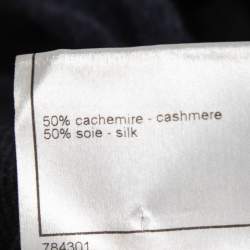 50% cachemire - cashmere
50% soie - silk
784301